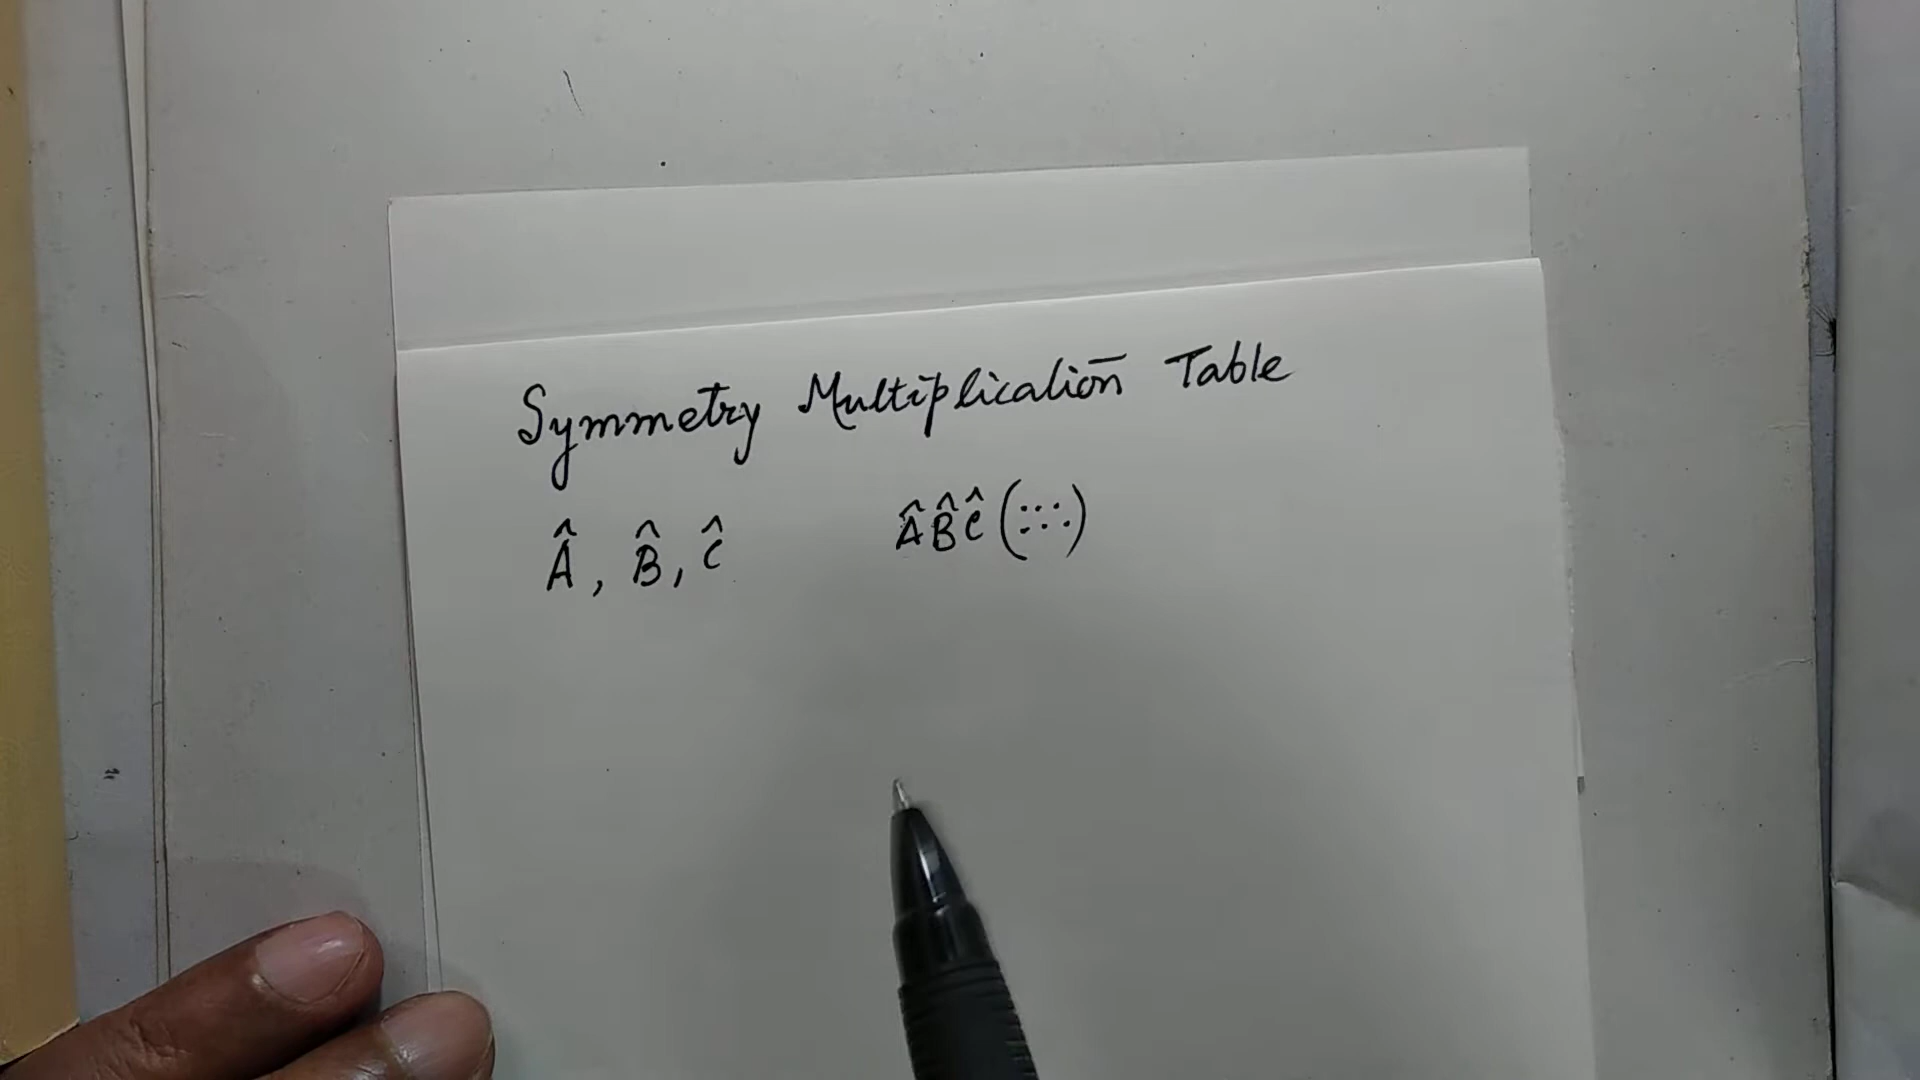 Symmetry Multiplication Table
Â, B̂, Ĉ ÂB̂Ĉ (:::)